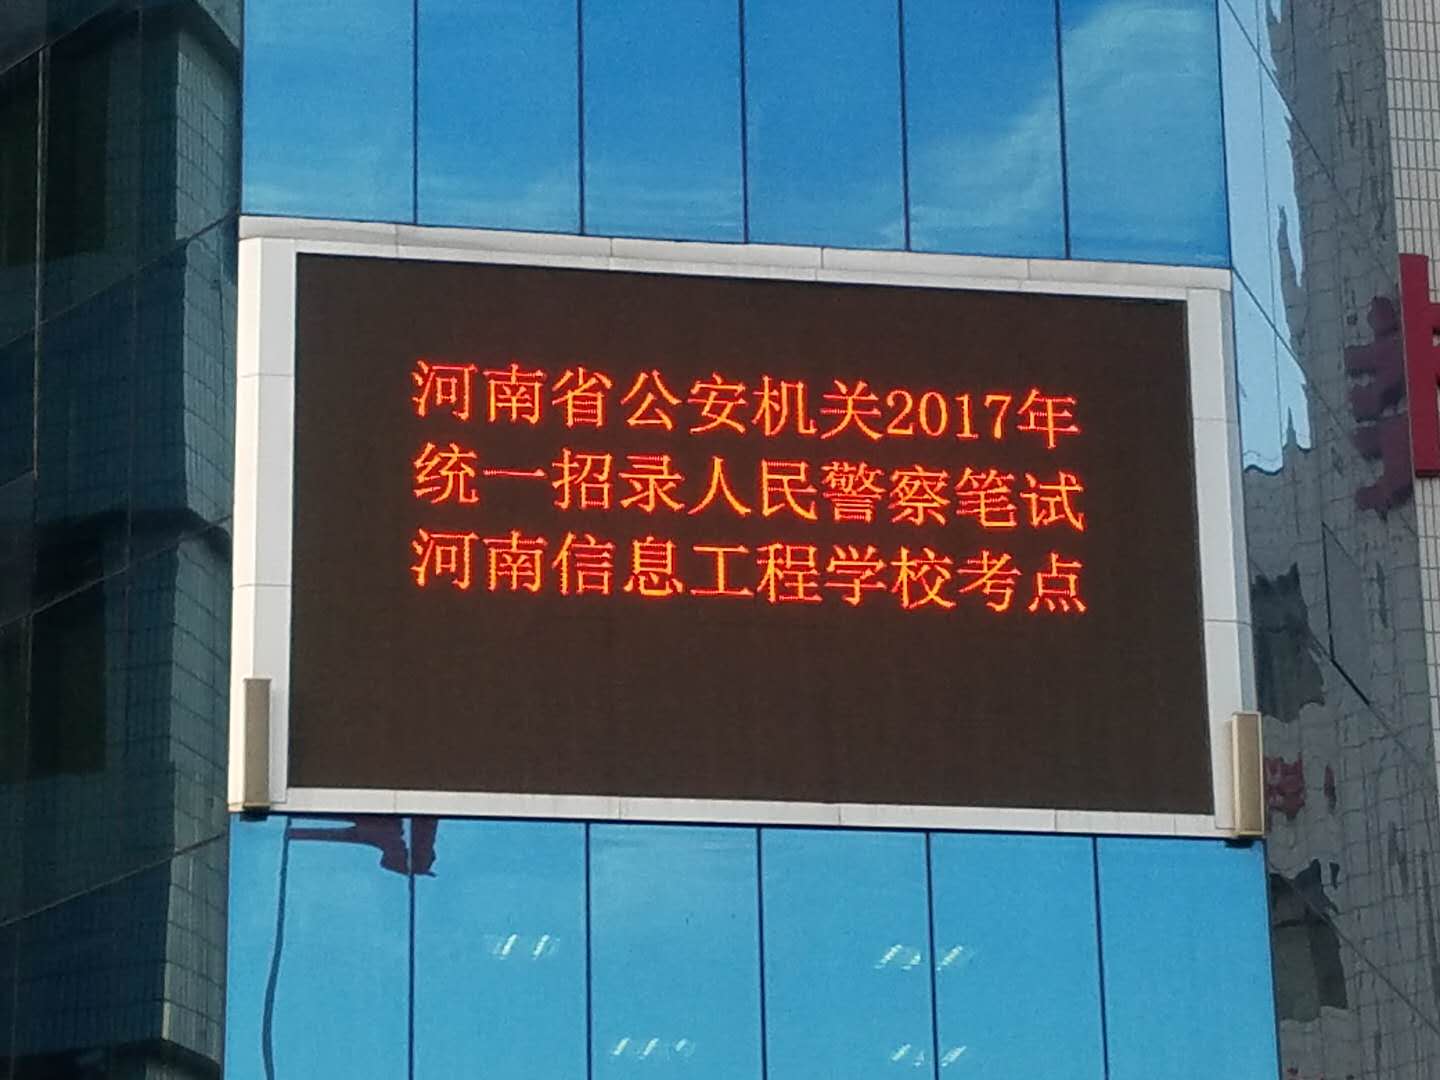 河南省公安机关2017年
统一招录人民警察笔试
河南信息工程学校考点